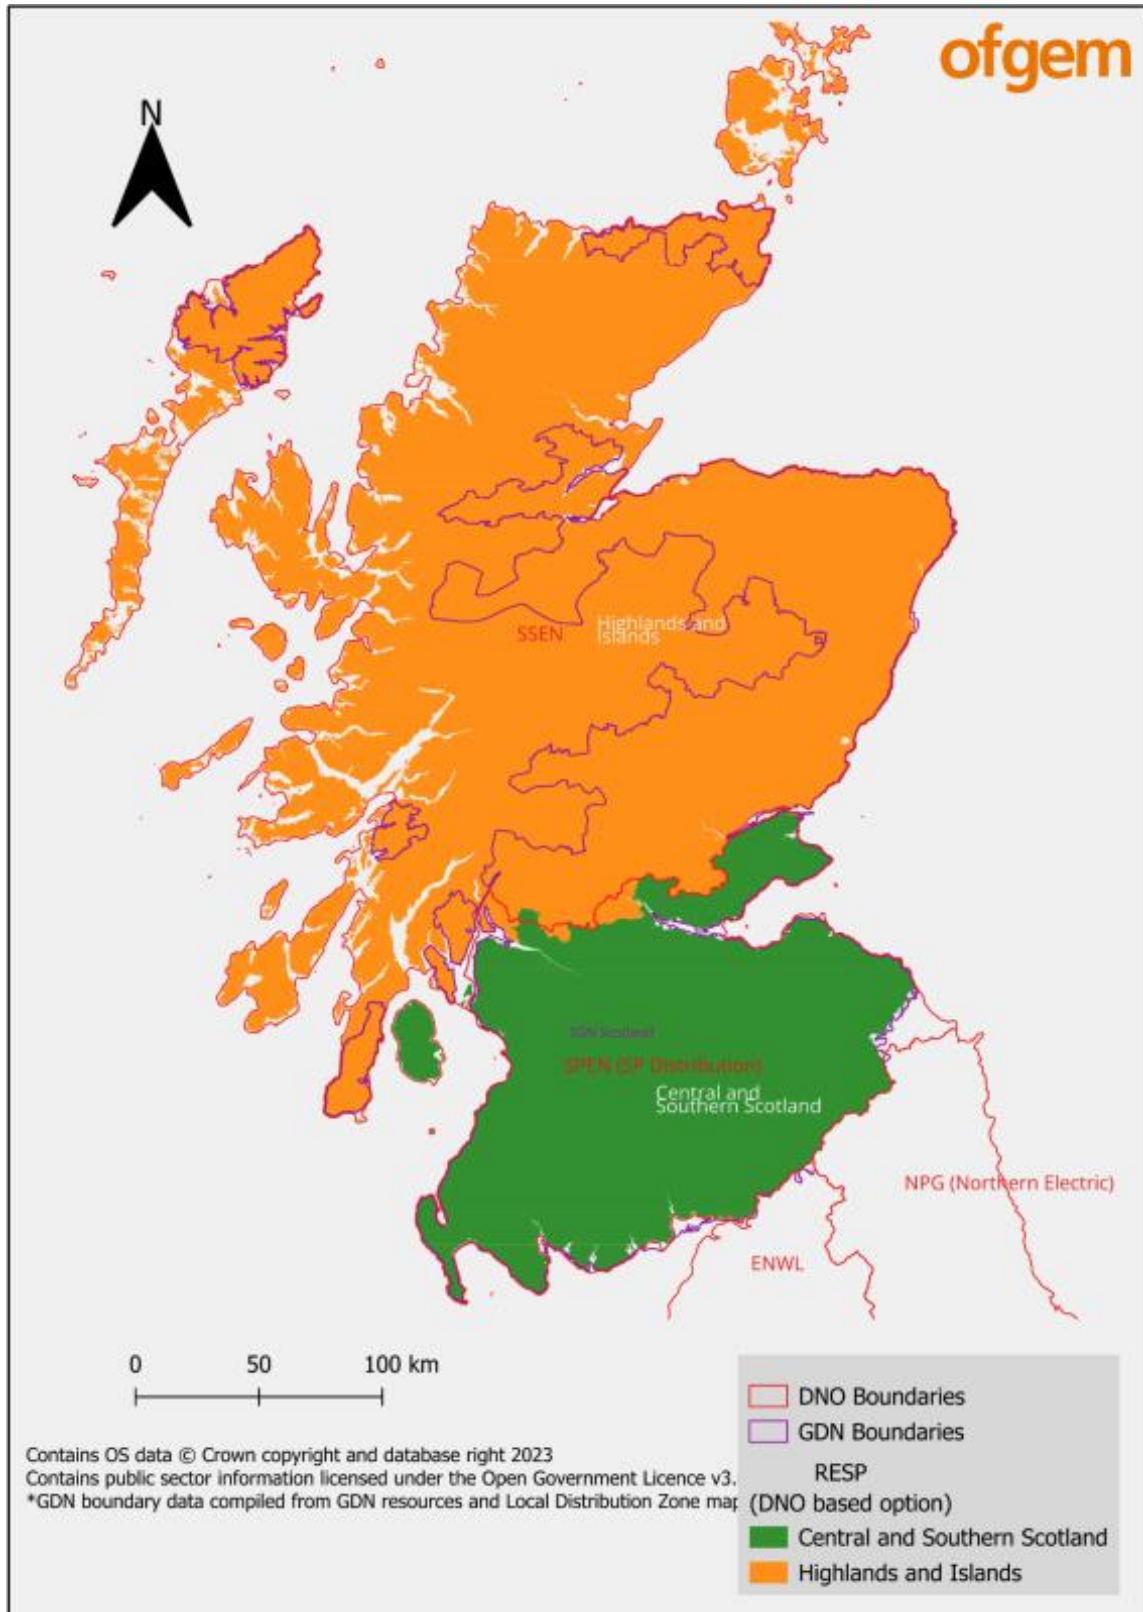 ofgem
N
SSEN
Highlands and
Islands
SGN Scotland
SPEN (SP Distribution)
Central and
Southern Scotland
NPG (Northern Electric)
ENWL
0 50 100 km
DNO Boundaries
GDN Boundaries
RESP
(DNO based option)
Central and Southern Scotland
Highlands and Islands
Contains OS data © Crown copyright and database right 2023
Contains public sector information licensed under the Open Government Licence v3.
*GDN boundary data compiled from GDN resources and Local Distribution Zone map